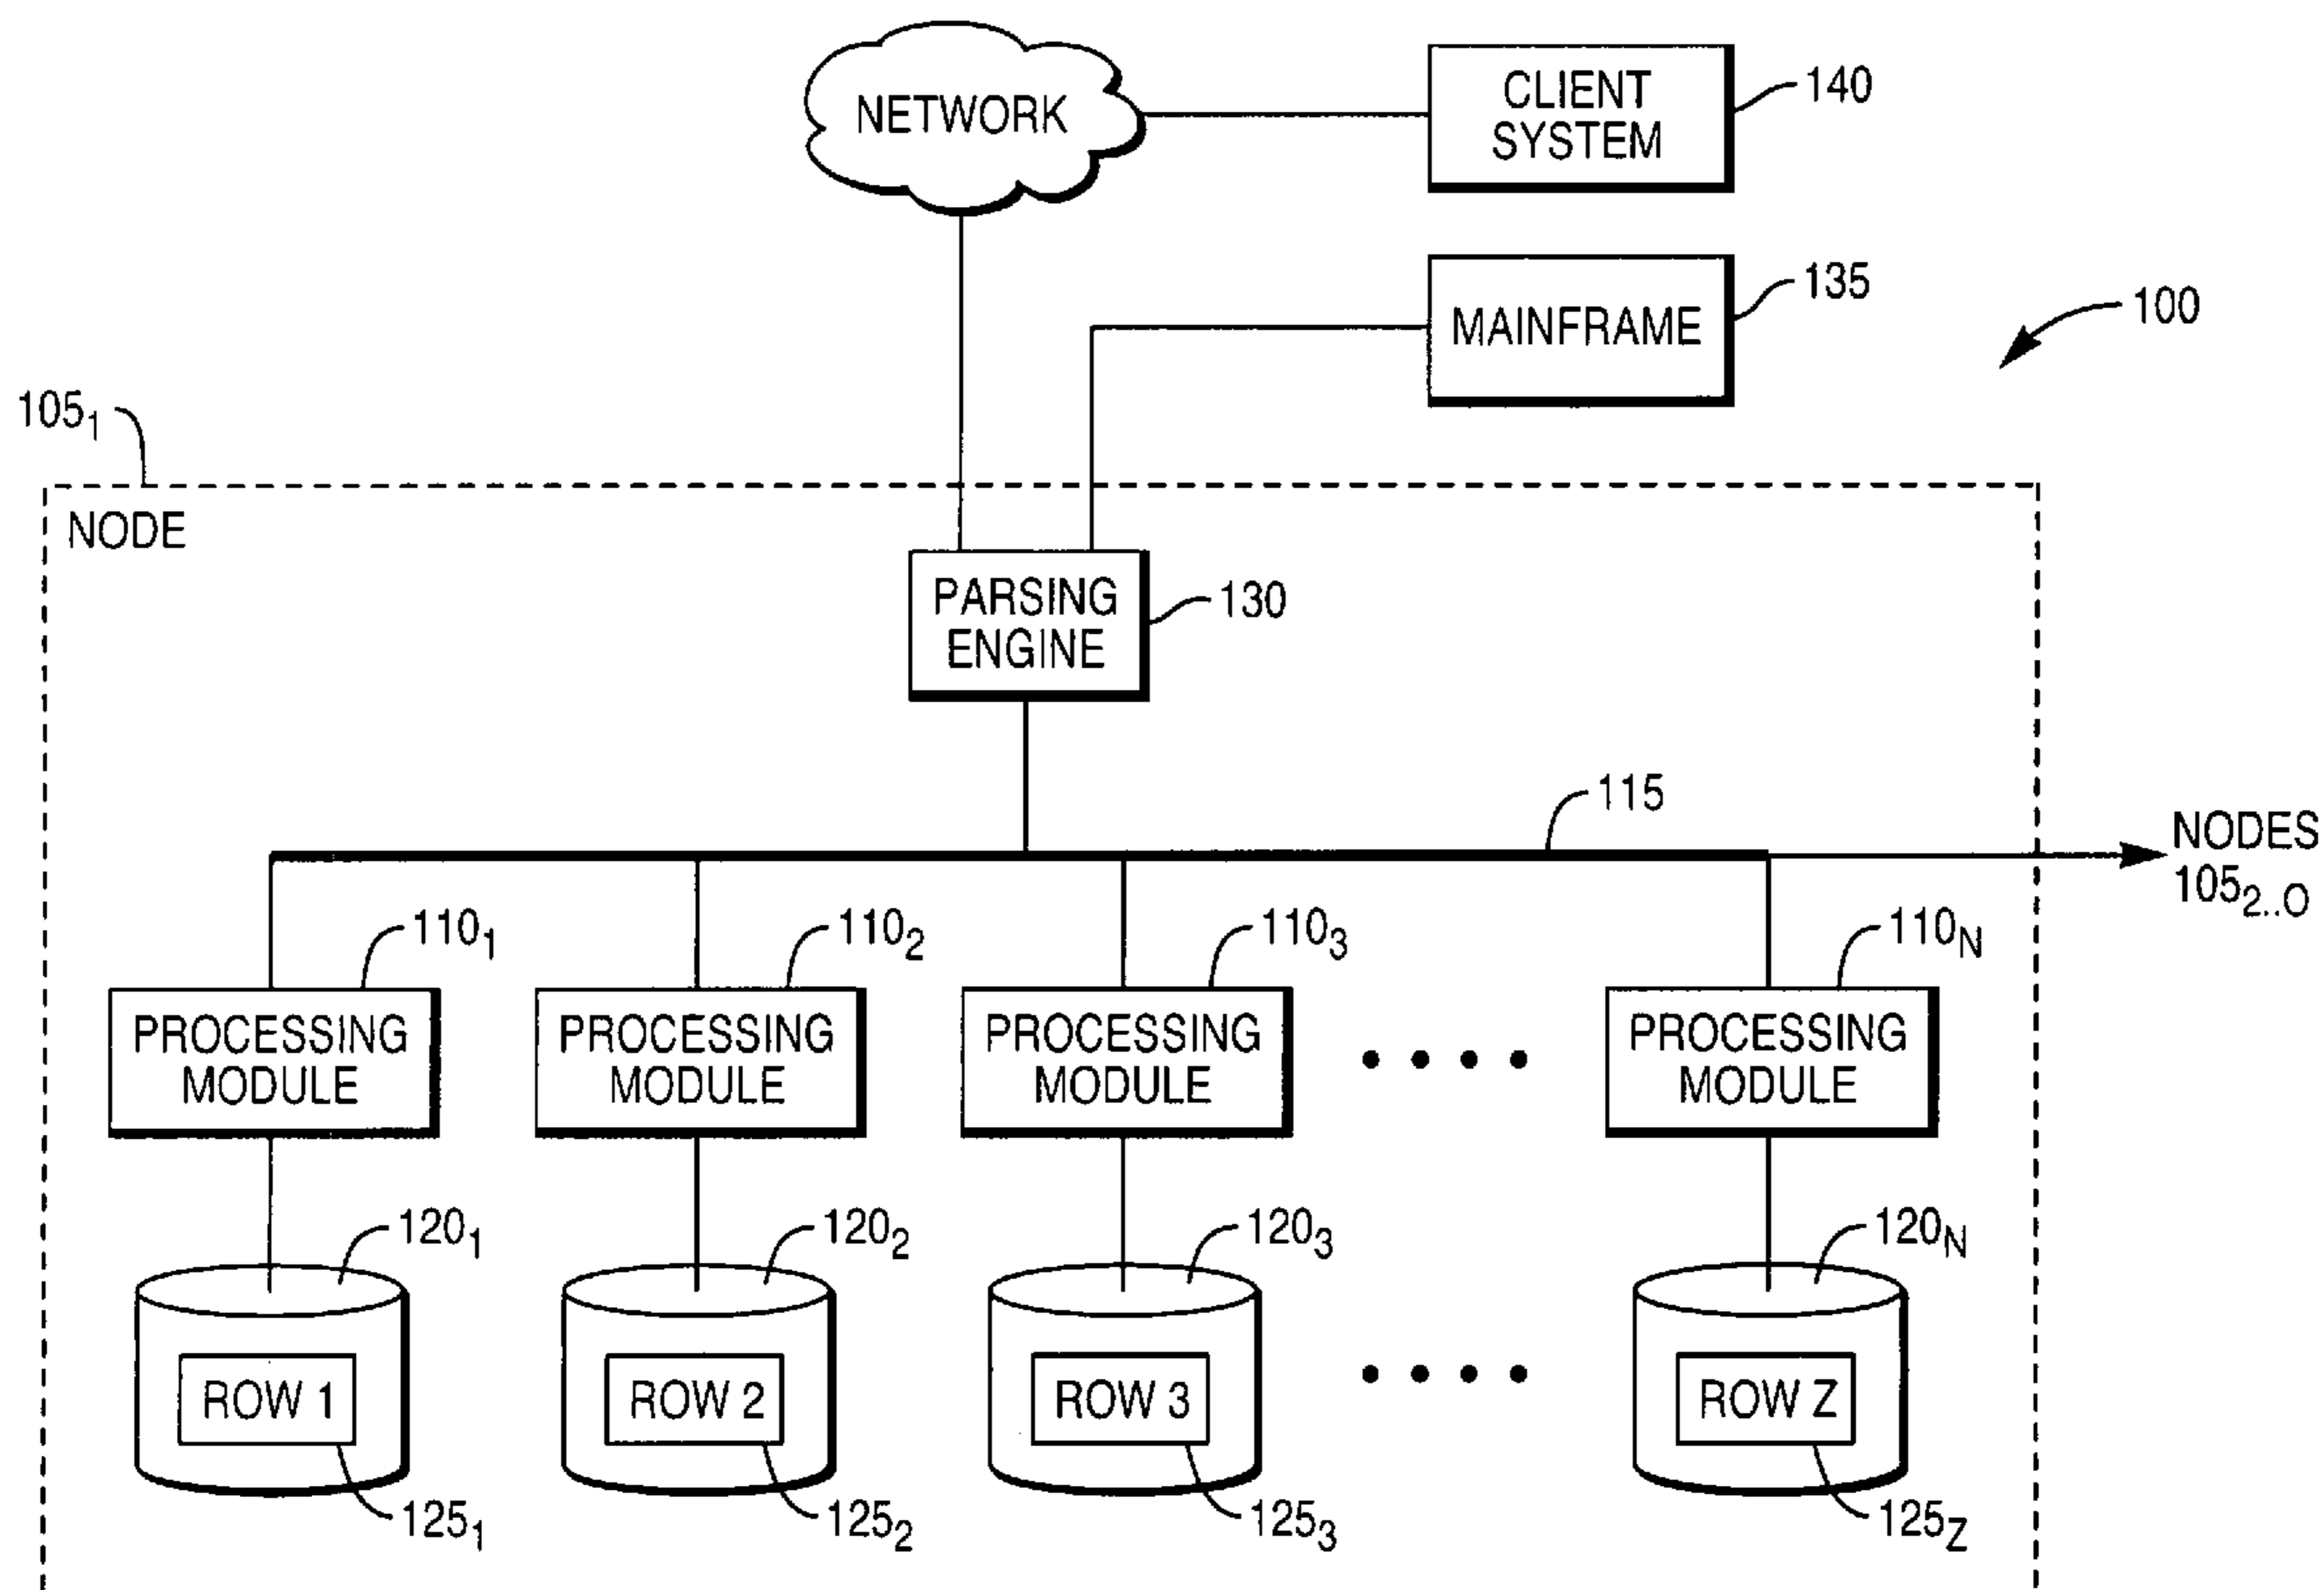 NETWORK
CLIENT
SYSTEM
140
MAINFRAME
135
100
105₁
NODE
PARSING
ENGINE
130
115
NODES
105₂..O
110₁
110₂
110₃
110N
PROCESSING
MODULE
PROCESSING
MODULE
PROCESSING
MODULE
PROCESSING
MODULE
120₁
120₂
120₃
120N
ROW 1
ROW 2
ROW 3
ROW Z
125₁
125₂
125₃
125Z